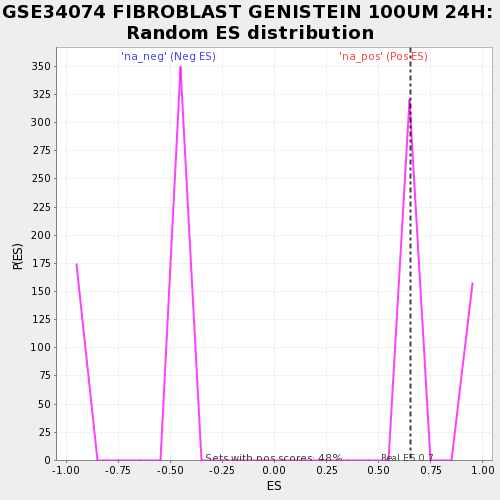 GSE34074 FIBROBLAST GENISTEIN 100UM 24H:
Random ES distribution
'na_neg' (Neg ES)
'na_pos' (Pos ES)
350
325
300
275
250
225
200
175
150
125
100
75
50
25
0
P(ES)
Sets with pos scores: 48%
Real ES 0.7
-1.00 -0.75 -0.50 -0.25 0.00 0.25 0.50 0.75 1.00
ES